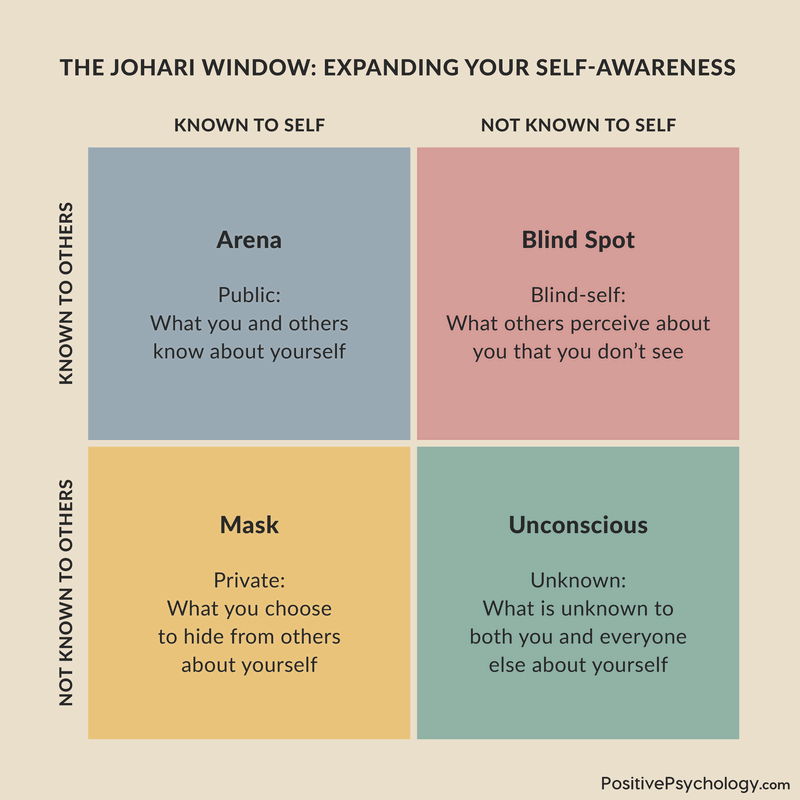 THE JOHARI WINDOW: EXPANDING YOUR SELF-AWARENESS
KNOWN TO SELF
NOT KNOWN TO SELF
KNOWN TO OTHERS
Arena
Public:
What you and others
know about yourself
Blind Spot
Blind-self:
What others perceive about
you that you don’t see
NOT KNOWN TO OTHERS
Mask
Private:
What you choose
to hide from others
about yourself
Unconscious
Unknown:
What is unknown to
both you and everyone
else about yourself
PositivePsychology.com